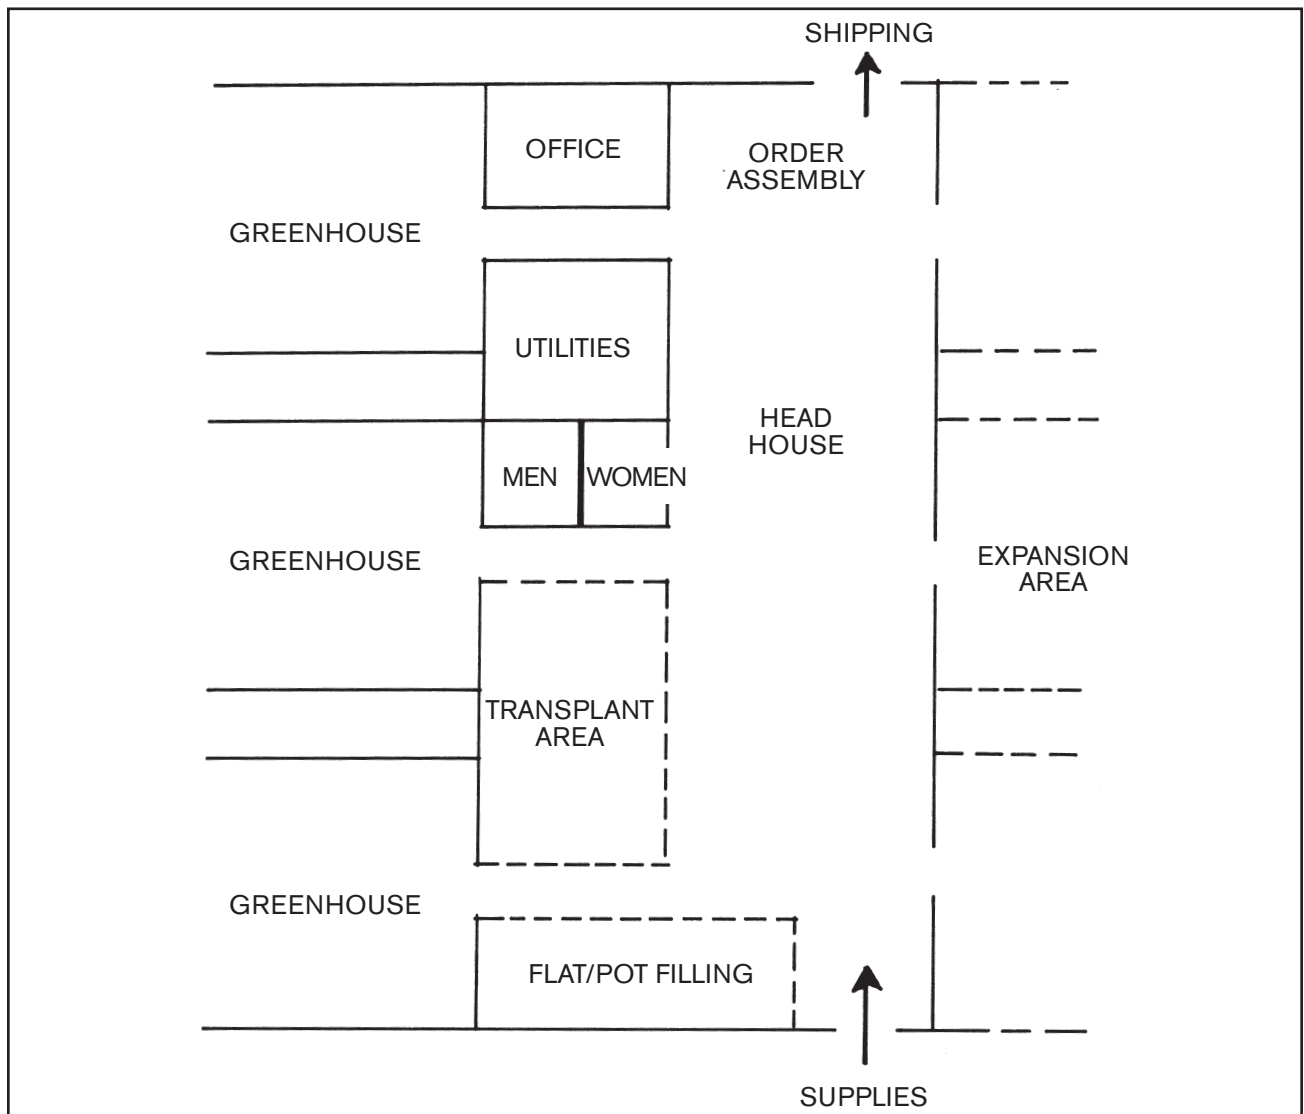 SHIPPING
OFFICE
ORDER
ASSEMBLY
GREENHOUSE
UTILITIES
HEAD
HOUSE
MEN
WOMEN
GREENHOUSE
EXPANSION
AREA
TRANSPLANT
AREA
GREENHOUSE
FLAT/POT FILLING
SUPPLIES